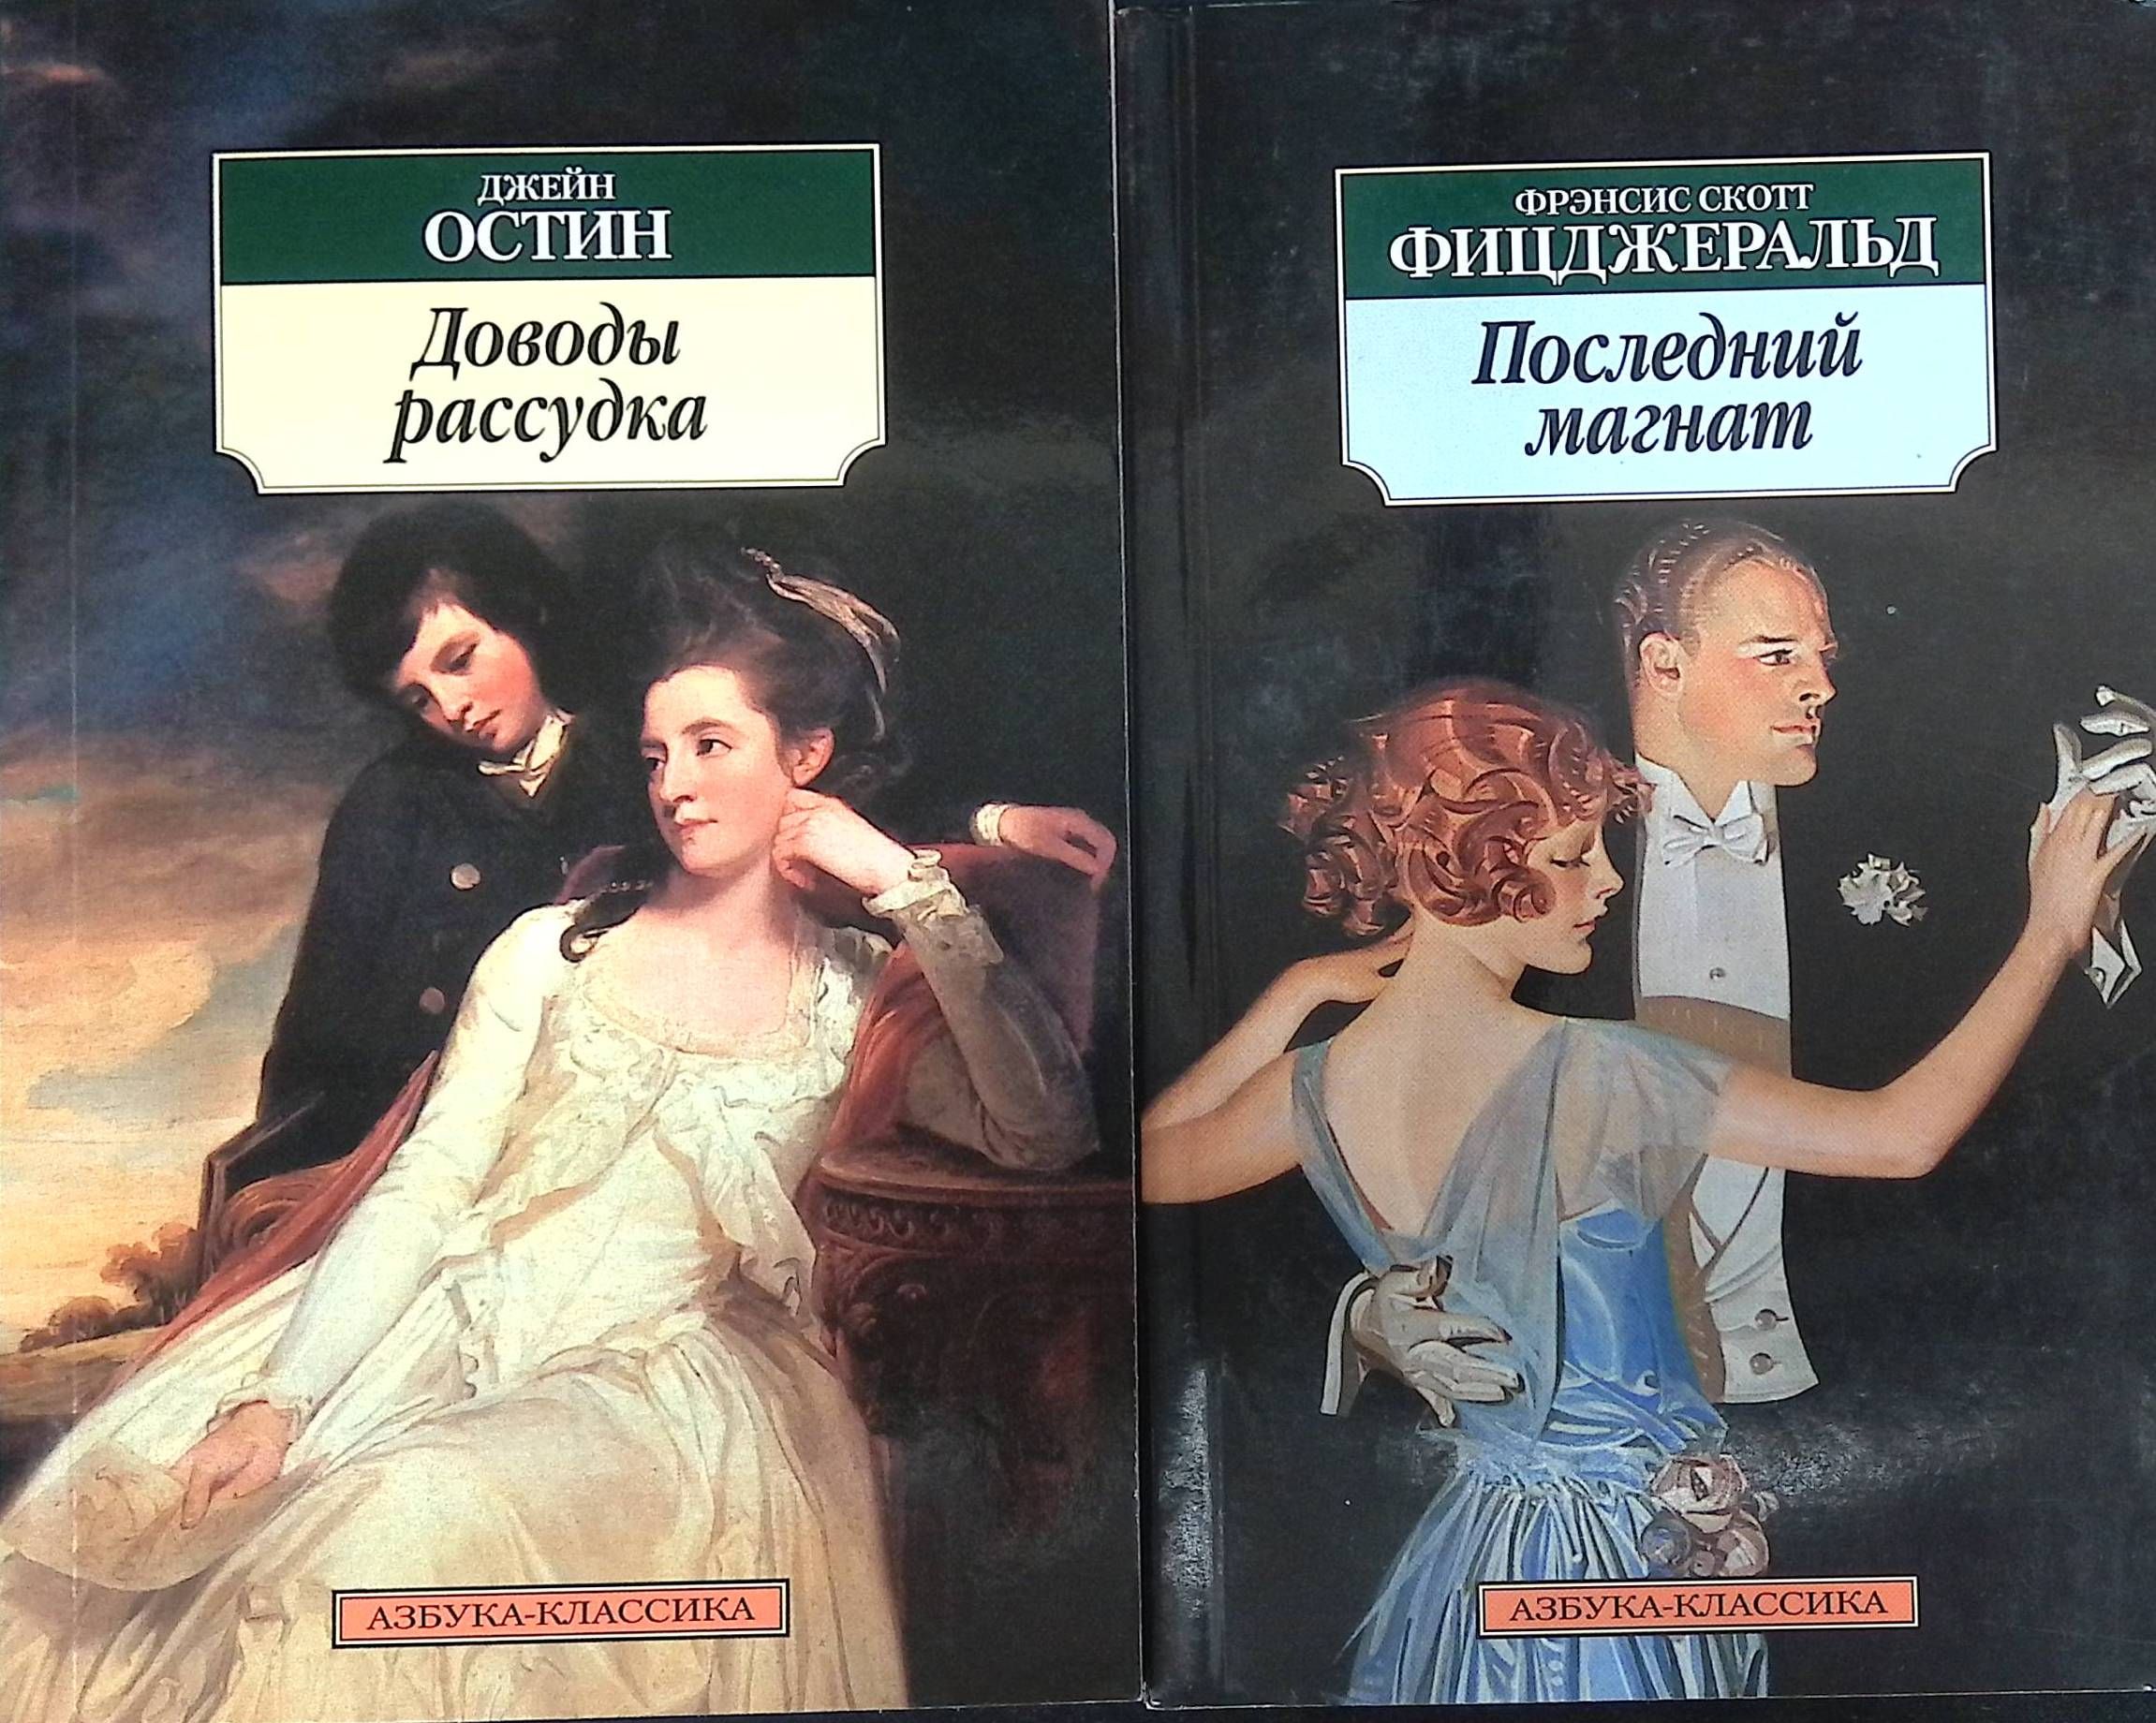 ДЖЕЙН
ОСТИН
Доводы
рассудка
АЗБУКА-КЛАССИКА
ФРЭНСИС СКОТТ
ФИЦДЖЕРАЛЬД
Последний
магнат
АЗБУКА-КЛАССИКА